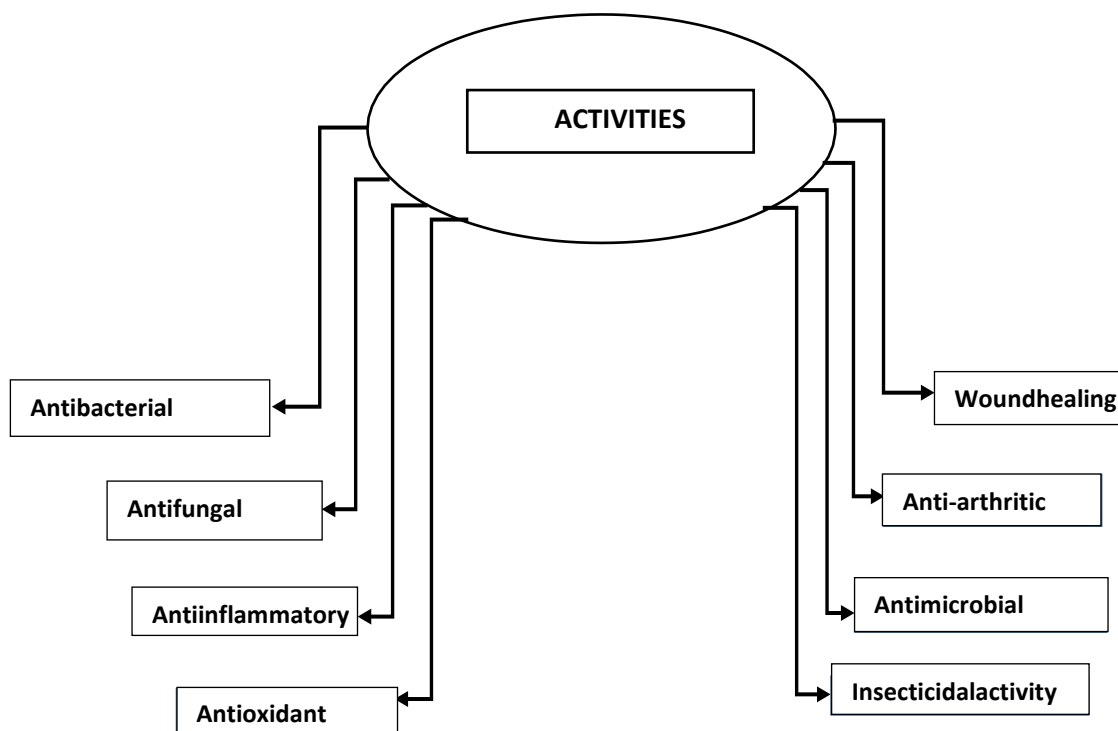 ACTIVITIES
Antibacterial
Antifungal
Antiinflammatory
Antioxidant
Woundhealing
Anti-arthritic
Antimicrobial
Insecticidalactivity